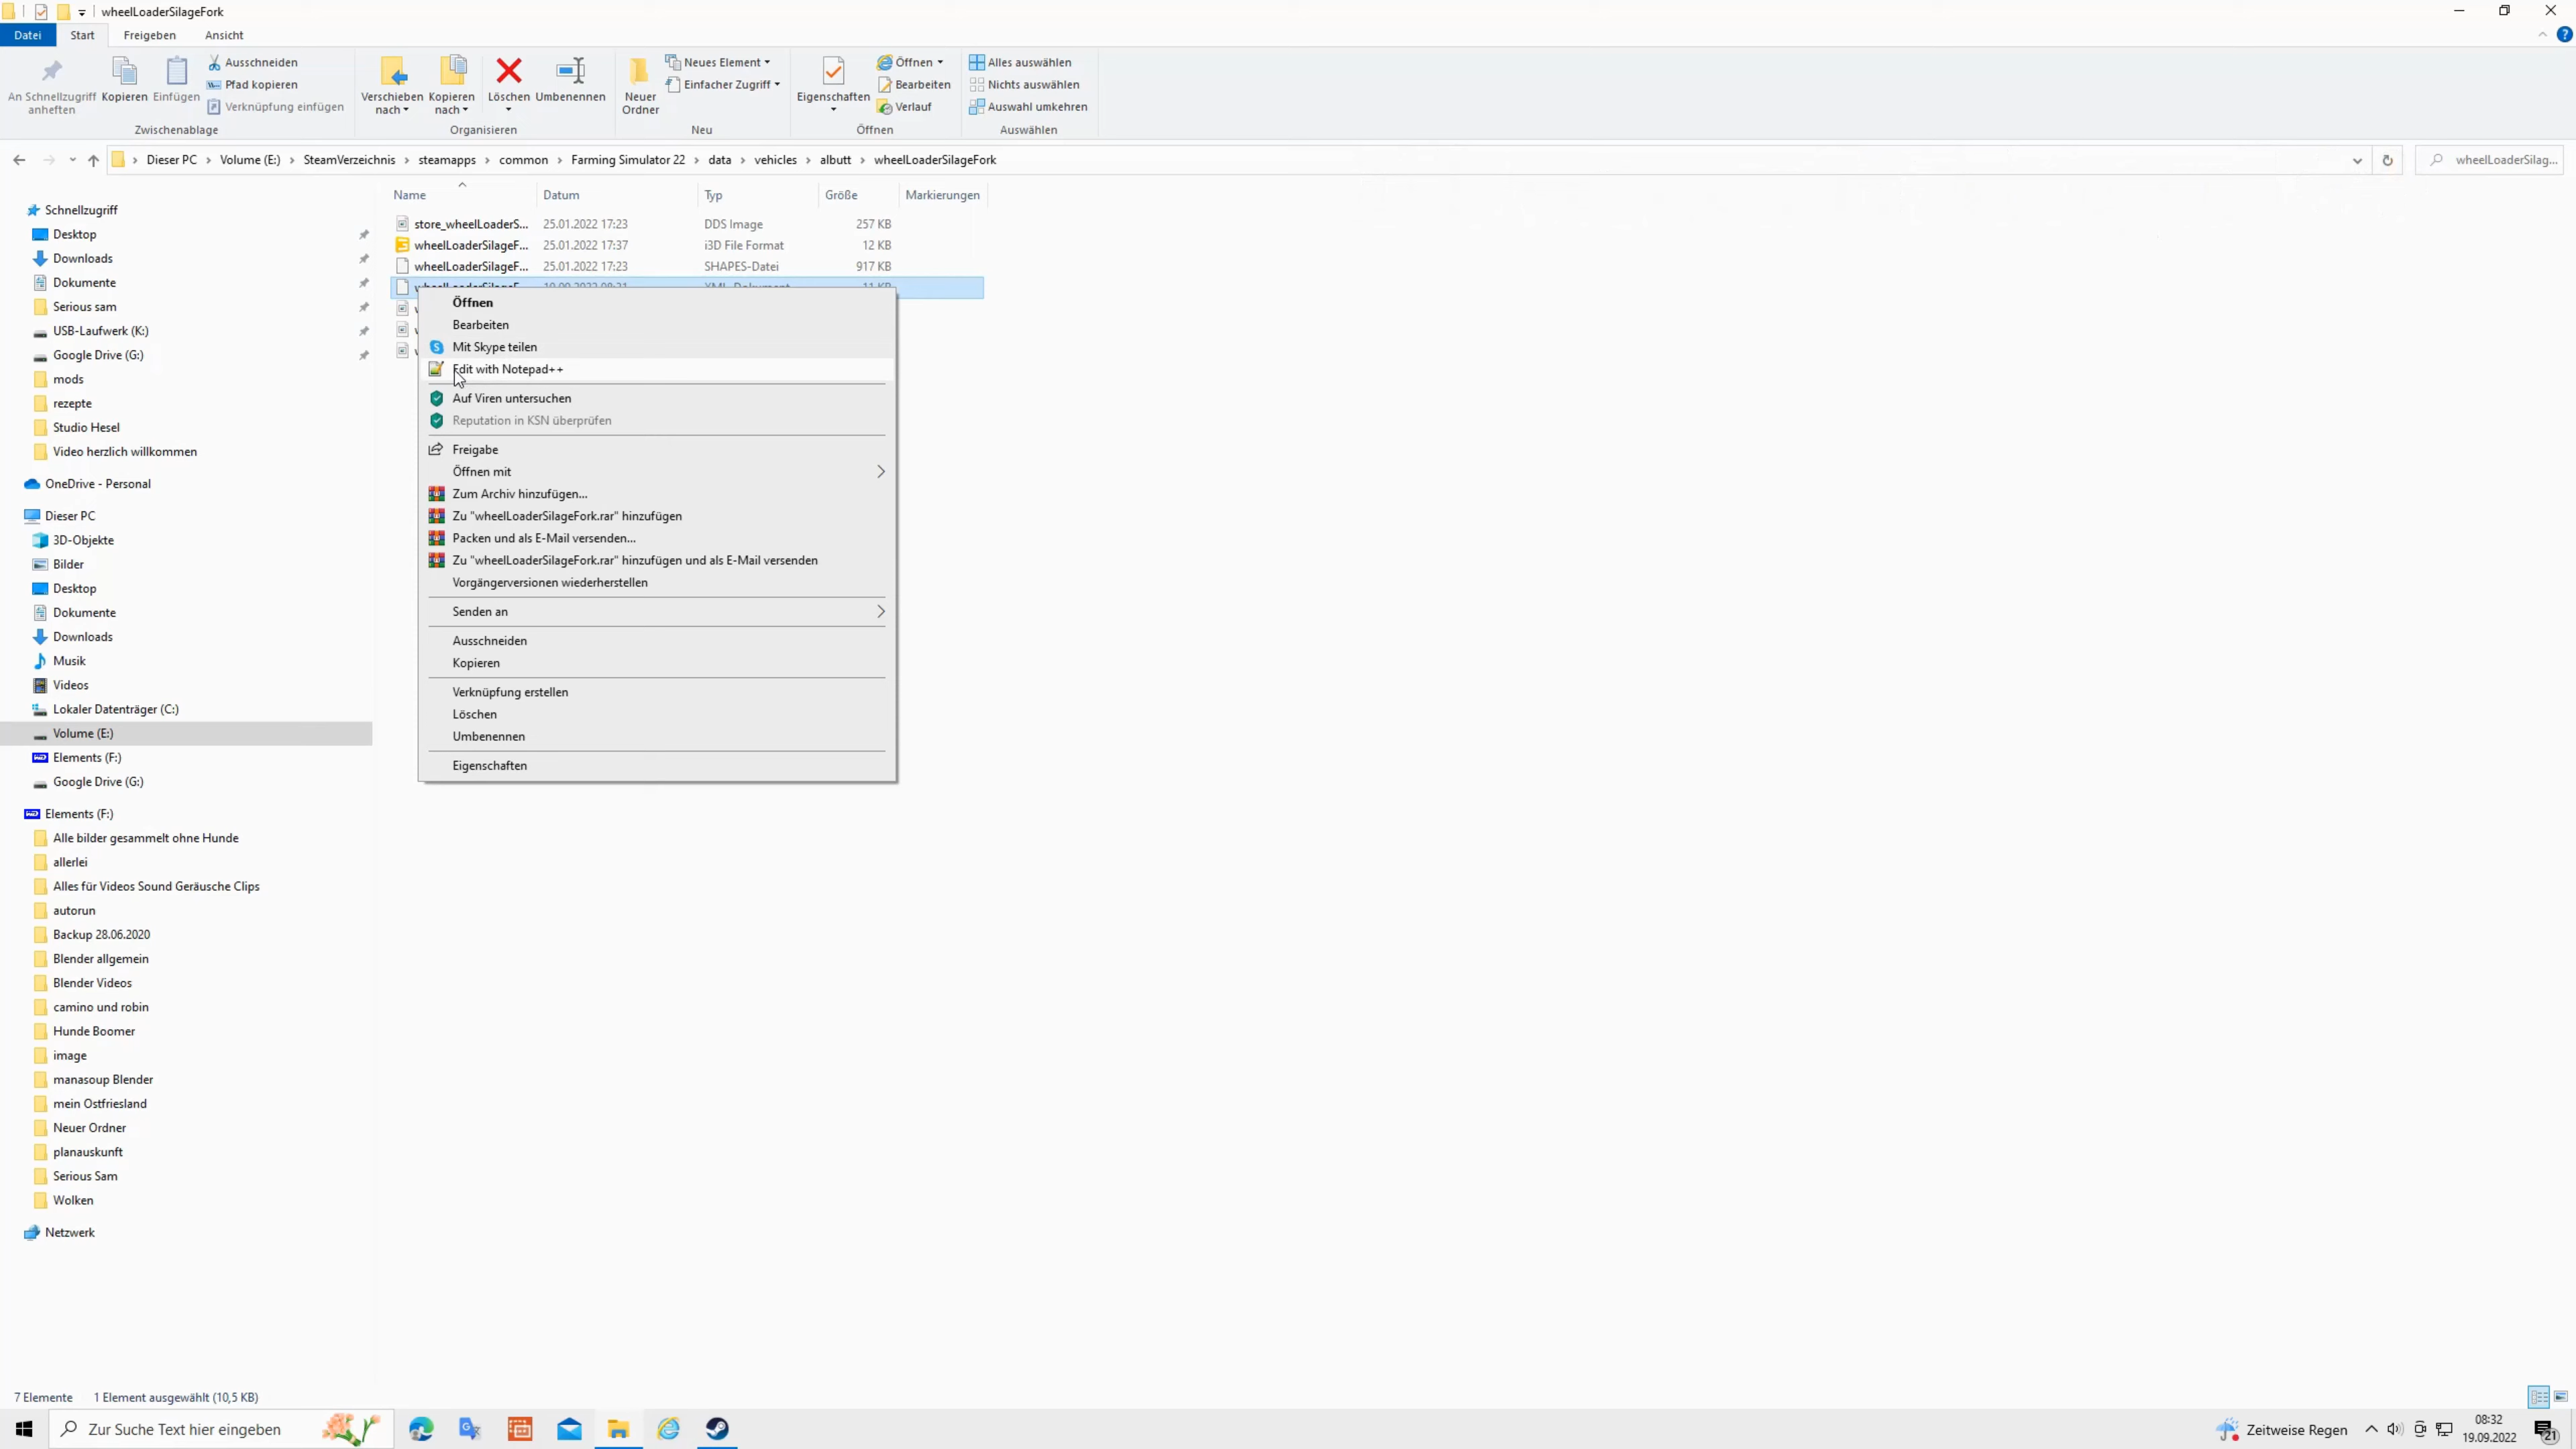 wheelLoaderSilageFork
Datei Start Freigeben Ansicht
An Schnellzugriff anheften
Kopieren
Einfügen
Ausschneiden
Pfad kopieren
Verknüpfung einfügen
Zwischenablage
Verschieben nach
Kopieren nach
Löschen
Umbenennen
Organisieren
Neuer Ordner
Neues Element
Einfacher Zugriff
Neu
Eigenschaften
Öffnen
Bearbeiten
Verlauf
Öffnen
Alles auswählen
Nichts auswählen
Auswahl umkehren
Auswählen
Dieser PC › Volume (E:) › SteamVerzeichnis › steamapps › common › Farming Simulator 22 › data › vehicles › albutt › wheelLoaderSilageFork
wheelLoaderSilag...
Name Datum Typ Größe Markierungen
store_wheelLoaderS... 25.01.2022 17:23 DDS Image 257 KB
wheelLoaderSilageF... 25.01.2022 17:37 i3D File Format 12 KB
wheelLoaderSilageF... 25.01.2022 17:23 SHAPES-Datei 917 KB
Öffnen
Bearbeiten
Mit Skype teilen
Edit with Notepad++
Auf Viren untersuchen
Reputation in KSN überprüfen
Freigabe
Öffnen mit
Zum Archiv hinzufügen...
Zu "wheelLoaderSilageFork.rar" hinzufügen
Packen und als E-Mail versenden...
Zu "wheelLoaderSilageFork.rar" hinzufügen und als E-Mail versenden
Vorgängerversionen wiederherstellen
Senden an
Ausschneiden
Kopieren
Verknüpfung erstellen
Löschen
Umbenennen
Eigenschaften
Schnellzugriff
Desktop
Downloads
Dokumente
Serious sam
USB-Laufwerk (K:)
Google Drive (G:)
mods
rezepte
Studio Hesel
Video herzlich willkommen
OneDrive - Personal
Dieser PC
3D-Objekte
Bilder
Desktop
Dokumente
Downloads
Musik
Videos
Lokaler Datenträger (C:)
Volume (E:)
Elements (F:)
Google Drive (G:)
Elements (F:)
Alle bilder gesammelt ohne Hunde
allerlei
Alles für Videos Sound Geräusche Clips
autorun
Backup 28.06.2020
Blender allgemein
Blender Videos
camino und robin
Hunde Boomer
image
manasoup Blender
mein Ostfriesland
Neuer Ordner
planauskunft
Serious Sam
Wolken
Netzwerk
7 Elemente 1 Element ausgewählt (10,5 KB)
Zur Suche Text hier eingeben
Zeitweise Regen
08:32
19.09.2022
21